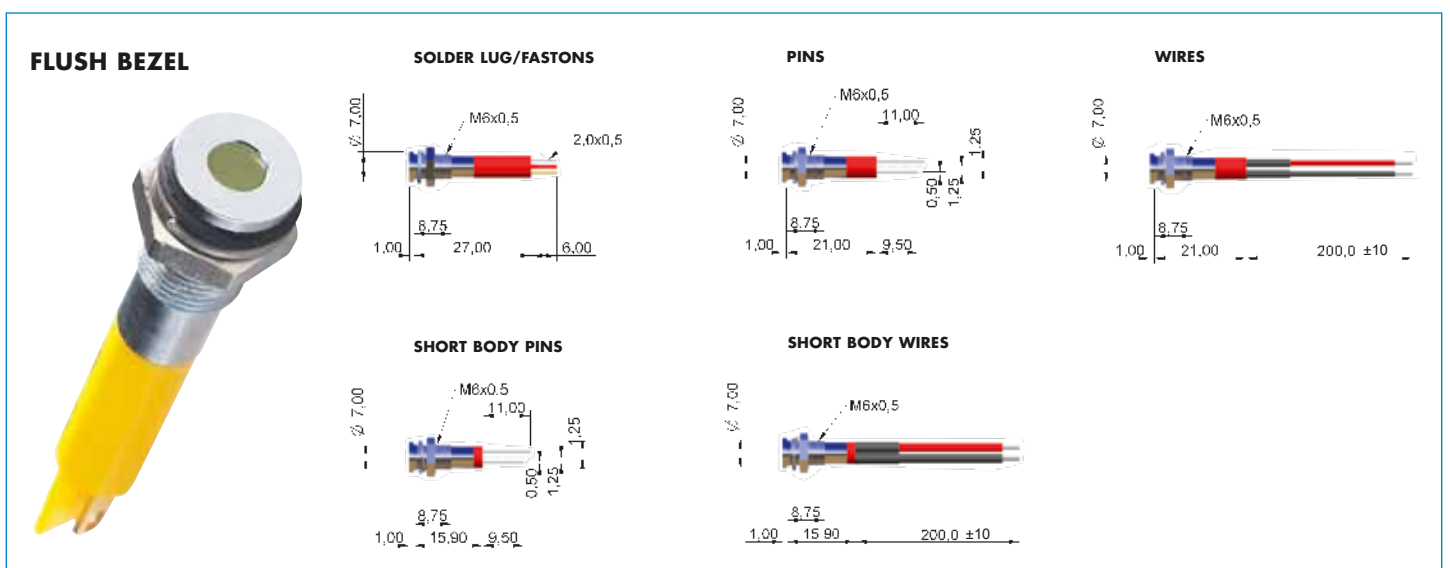 FLUSH BEZEL
SOLDER LUG/FASTONS
Ø 7,00
M6x0,5
2,0x0,5
8,75
1,00 27,00 6,00
PINS
Ø 7,00
M6x0,5
11,00
1,25
0,50
1,25
8,75
1,00 21,00 9,50
WIRES
Ø 7,00
M6x0,5
8,75
1,00 21,00 200,0 ±10
SHORT BODY PINS
Ø 7,00
M6x0,5
11,00
1,25
0,50
1,25
8,75
1,00 15,90 9,50
SHORT BODY WIRES
Ø 7,00
M6x0,5
8,75
1,00 15 90 200,0 ±10